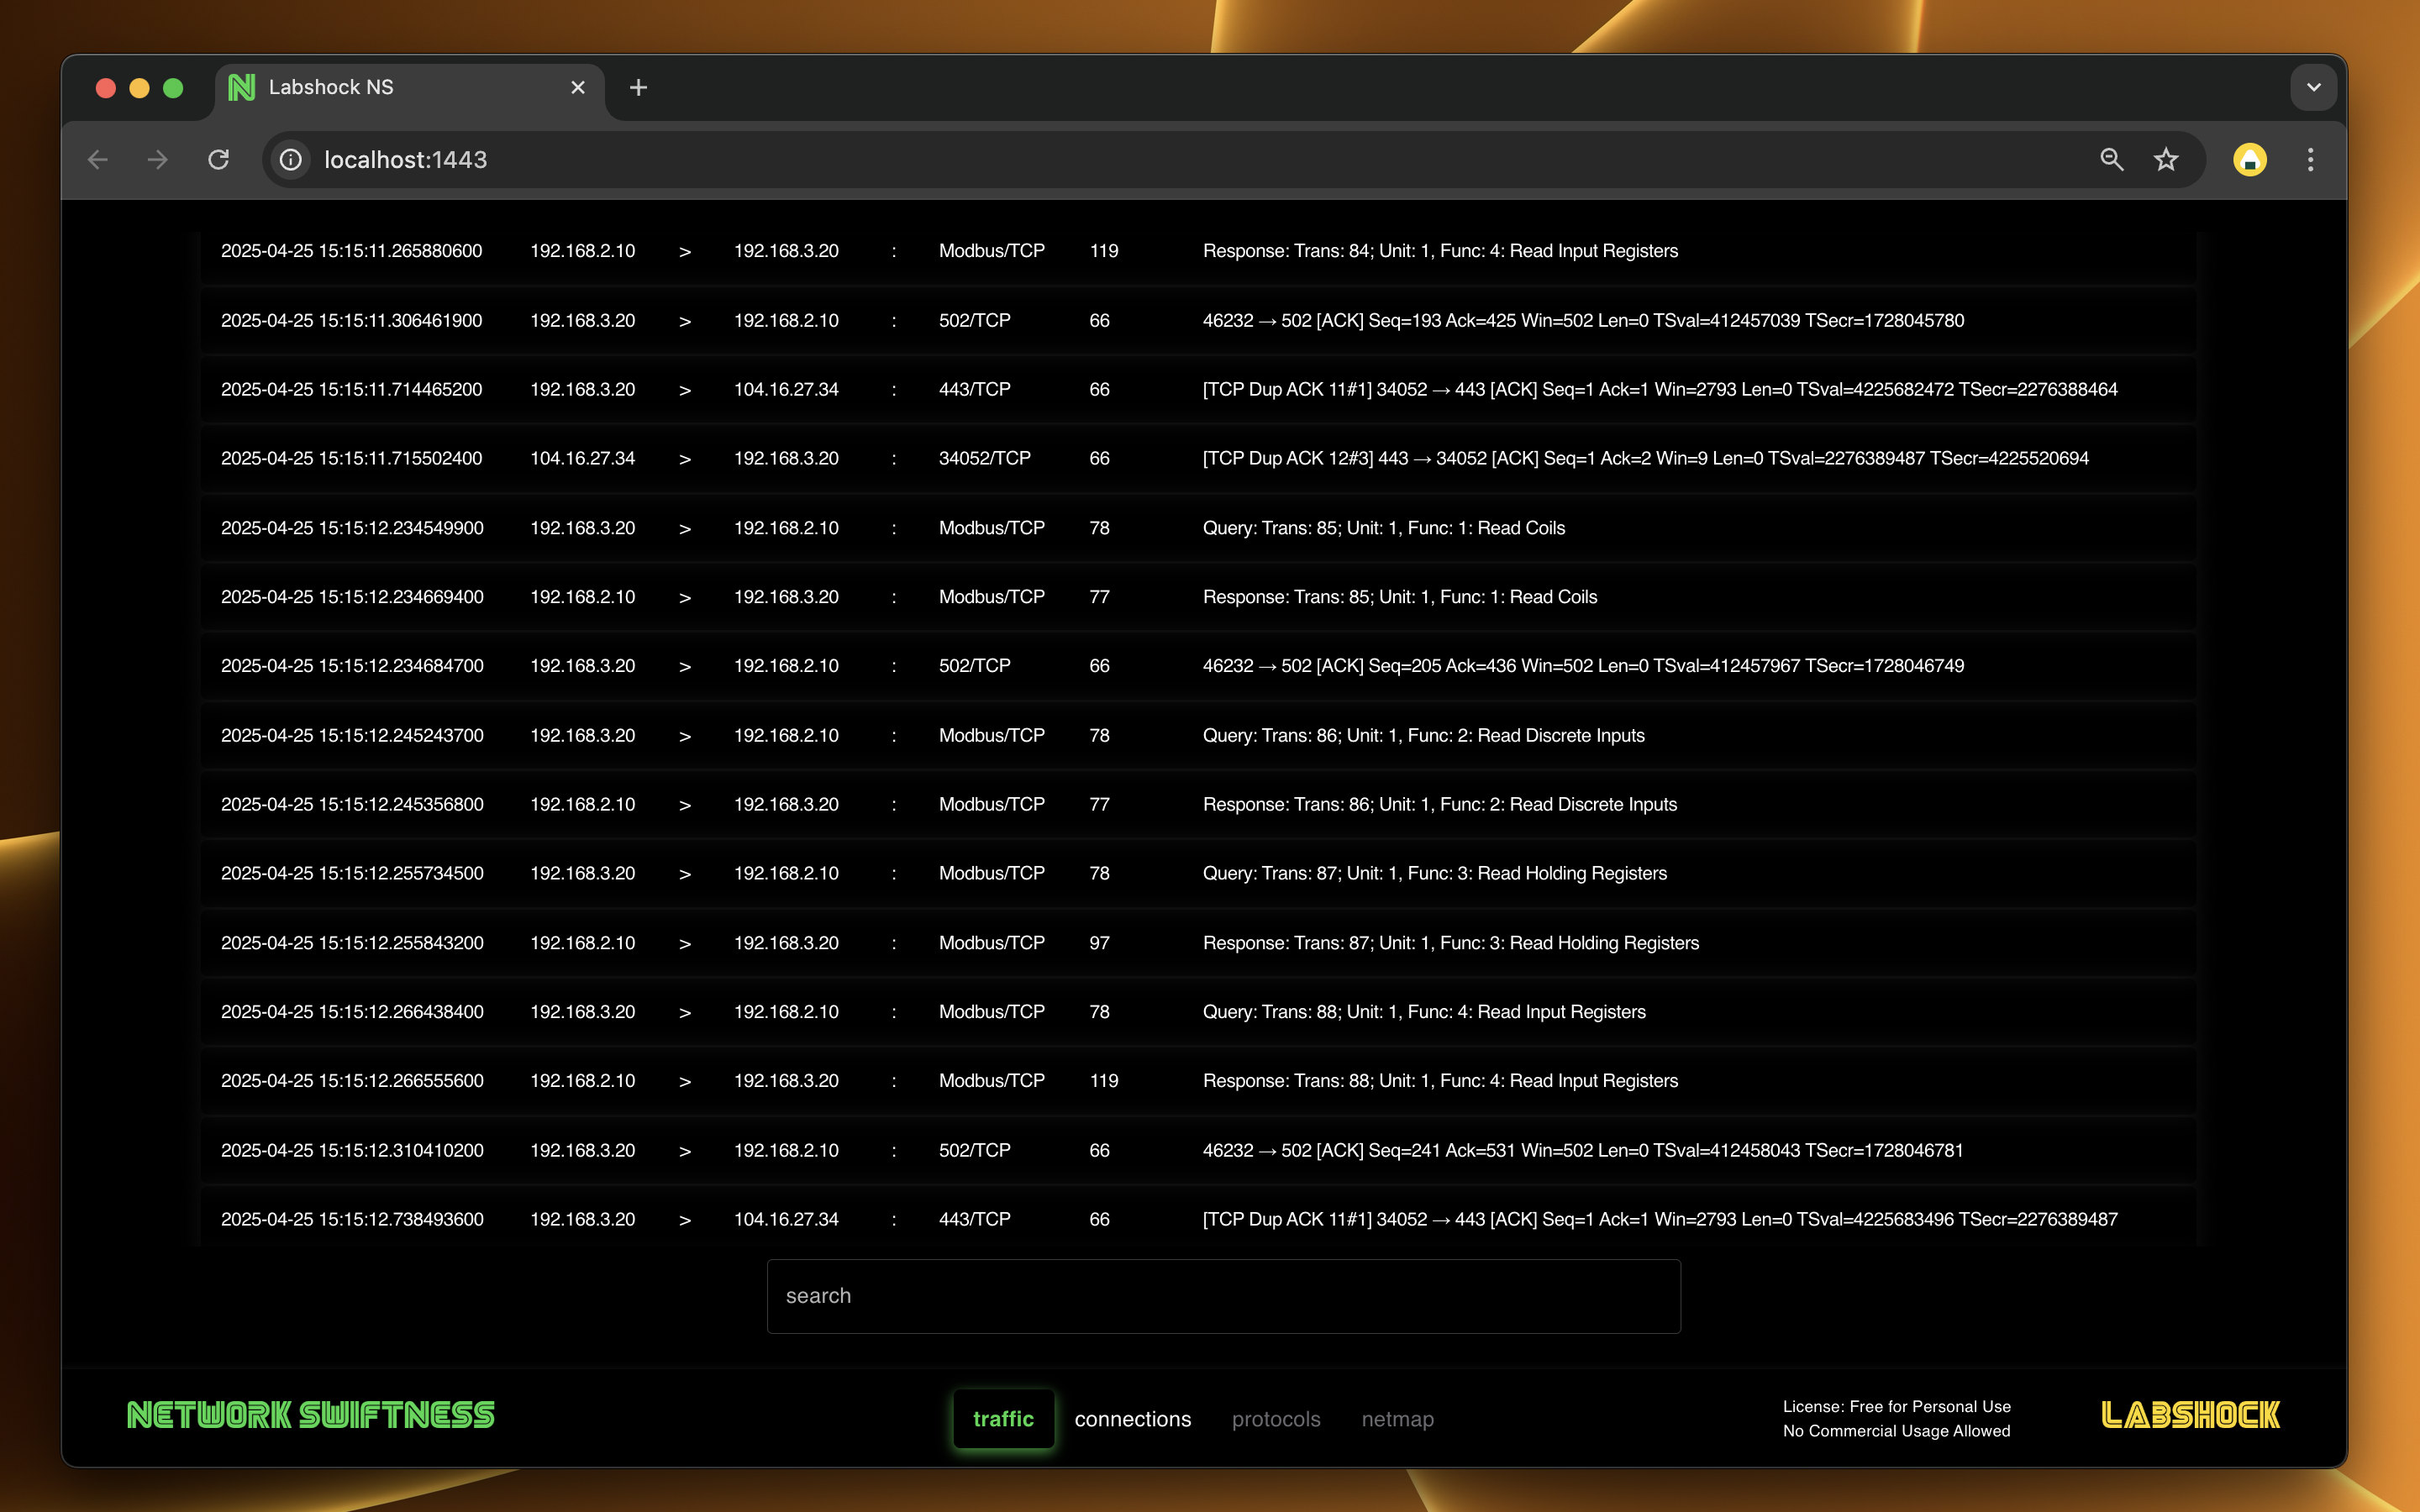 Labshock NS
localhost:1443
2025-04-25 15:15:11.265880600 192.168.2.10 > 192.168.3.20 : Modbus/TCP 119 Response: Trans: 84; Unit: 1, Func: 4: Read Input Registers
2025-04-25 15:15:11.306461900 192.168.3.20 > 192.168.2.10 : 502/TCP 66 46232 → 502 [ACK] Seq=193 Ack=425 Win=502 Len=0 TSval=412457039 TSecr=1728045780
2025-04-25 15:15:11.714465200 192.168.3.20 > 104.16.27.34 : 443/TCP 66 [TCP Dup ACK 11#1] 34052 → 443 [ACK] Seq=1 Ack=1 Win=2793 Len=0 TSval=4225682472 TSecr=2276388464
2025-04-25 15:15:11.715502400 104.16.27.34 > 192.168.3.20 : 34052/TCP 66 [TCP Dup ACK 12#3] 443 → 34052 [ACK] Seq=1 Ack=2 Win=9 Len=0 TSval=2276389487 TSecr=4225520694
2025-04-25 15:15:12.234549900 192.168.3.20 > 192.168.2.10 : Modbus/TCP 78 Query: Trans: 85; Unit: 1, Func: 1: Read Coils
2025-04-25 15:15:12.234669400 192.168.2.10 > 192.168.3.20 : Modbus/TCP 77 Response: Trans: 85; Unit: 1, Func: 1: Read Coils
2025-04-25 15:15:12.234684700 192.168.3.20 > 192.168.2.10 : 502/TCP 66 46232 → 502 [ACK] Seq=205 Ack=436 Win=502 Len=0 TSval=412457967 TSecr=1728046749
2025-04-25 15:15:12.245243700 192.168.3.20 > 192.168.2.10 : Modbus/TCP 78 Query: Trans: 86; Unit: 1, Func: 2: Read Discrete Inputs
2025-04-25 15:15:12.245356800 192.168.2.10 > 192.168.3.20 : Modbus/TCP 77 Response: Trans: 86; Unit: 1, Func: 2: Read Discrete Inputs
2025-04-25 15:15:12.255734500 192.168.3.20 > 192.168.2.10 : Modbus/TCP 78 Query: Trans: 87; Unit: 1, Func: 3: Read Holding Registers
2025-04-25 15:15:12.255843200 192.168.2.10 > 192.168.3.20 : Modbus/TCP 97 Response: Trans: 87; Unit: 1, Func: 3: Read Holding Registers
2025-04-25 15:15:12.266438400 192.168.3.20 > 192.168.2.10 : Modbus/TCP 78 Query: Trans: 88; Unit: 1, Func: 4: Read Input Registers
2025-04-25 15:15:12.266555600 192.168.2.10 > 192.168.3.20 : Modbus/TCP 119 Response: Trans: 88; Unit: 1, Func: 4: Read Input Registers
2025-04-25 15:15:12.310410200 192.168.3.20 > 192.168.2.10 : 502/TCP 66 46232 → 502 [ACK] Seq=241 Ack=531 Win=502 Len=0 TSval=412458043 TSecr=1728046781
2025-04-25 15:15:12.738493600 192.168.3.20 > 104.16.27.34 : 443/TCP 66 [TCP Dup ACK 11#1] 34052 → 443 [ACK] Seq=1 Ack=1 Win=2793 Len=0 TSval=4225683496 TSecr=2276389487
search
NETWORK SWIFTNESS
traffic connections protocols netmap
License: Free for Personal Use
No Commercial Usage Allowed
LABSHOCK